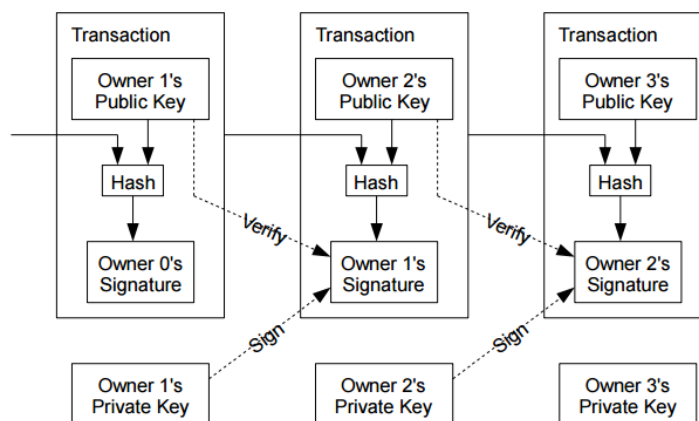 Transaction
Owner 1's
Public Key
Hash
Verify
Owner 0's
Signature
Sign
Owner 1's
Private Key
Transaction
Owner 2's
Public Key
Hash
Verify
Owner 1's
Signature
Sign
Owner 2's
Private Key
Transaction
Owner 3's
Public Key
Hash
Owner 2's
Signature
Owner 3's
Private Key